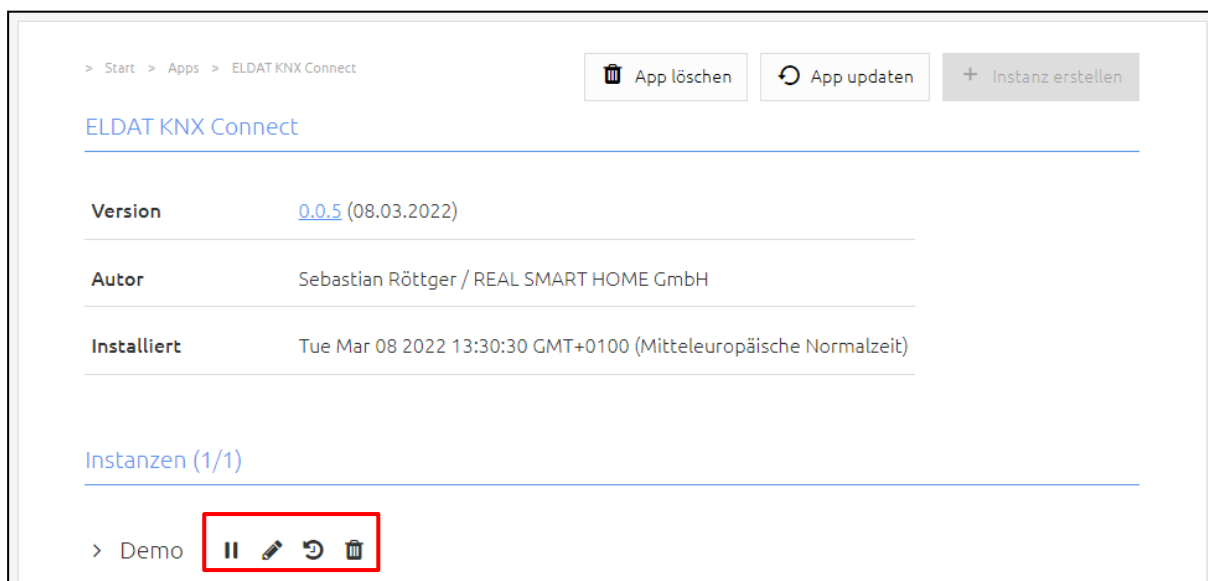 > Start > Apps > ELDAT KNX Connect
App löschen
App updaten
+ Instanz erstellen
ELDAT KNX Connect
Version 0.0.5 (08.03.2022)
Autor Sebastian Röttger / REAL SMART HOME GmbH
Installiert Tue Mar 08 2022 13:30:30 GMT+0100 (Mitteleuropäische Normalzeit)
Instanzen (1/1)
> Demo